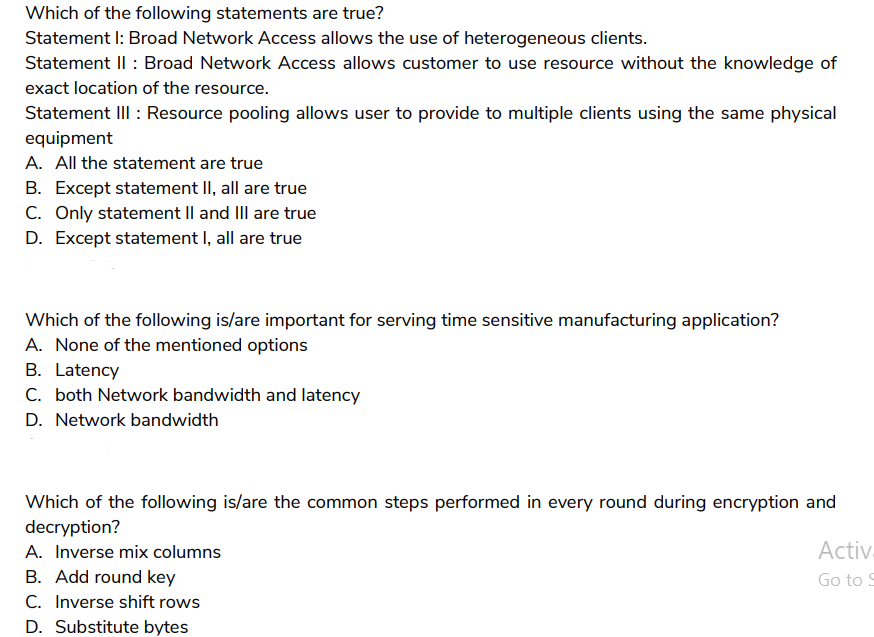 Which of the following statements are true?
Statement I: Broad Network Access allows the use of heterogeneous clients.
Statement II : Broad Network Access allows customer to use resource without the knowledge of
exact location of the resource.
Statement III : Resource pooling allows user to provide to multiple clients using the same physical
equipment
A. All the statement are true
B. Except statement II, all are true
C. Only statement II and III are true
D. Except statement I, all are true
Which of the following is/are important for serving time sensitive manufacturing application?
A. None of the mentioned options
B. Latency
C. both Network bandwidth and latency
D. Network bandwidth
Which of the following is/are the common steps performed in every round during encryption and
decryption?
A. Inverse mix columns
Activ
B. Add round key
Go to S
C. Inverse shift rows
D. Substitute bytes